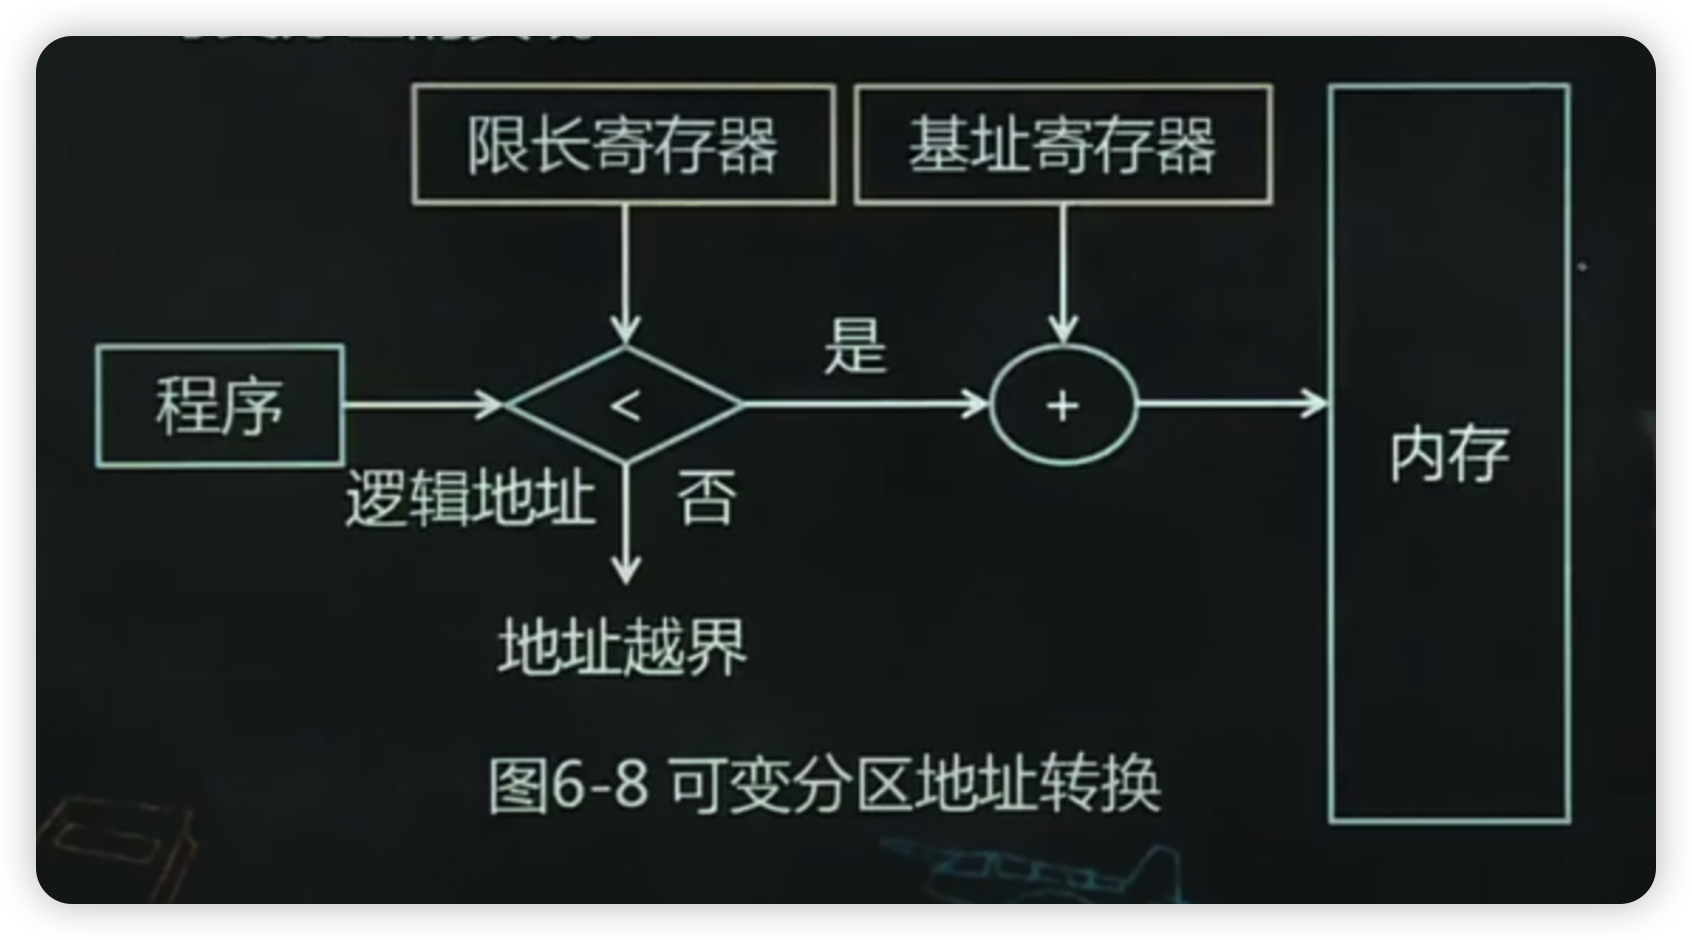 限长寄存器 基址寄存器
是
程序 < +
内存
逻辑地址 否
地址越界
图6-8 可变分区地址转换